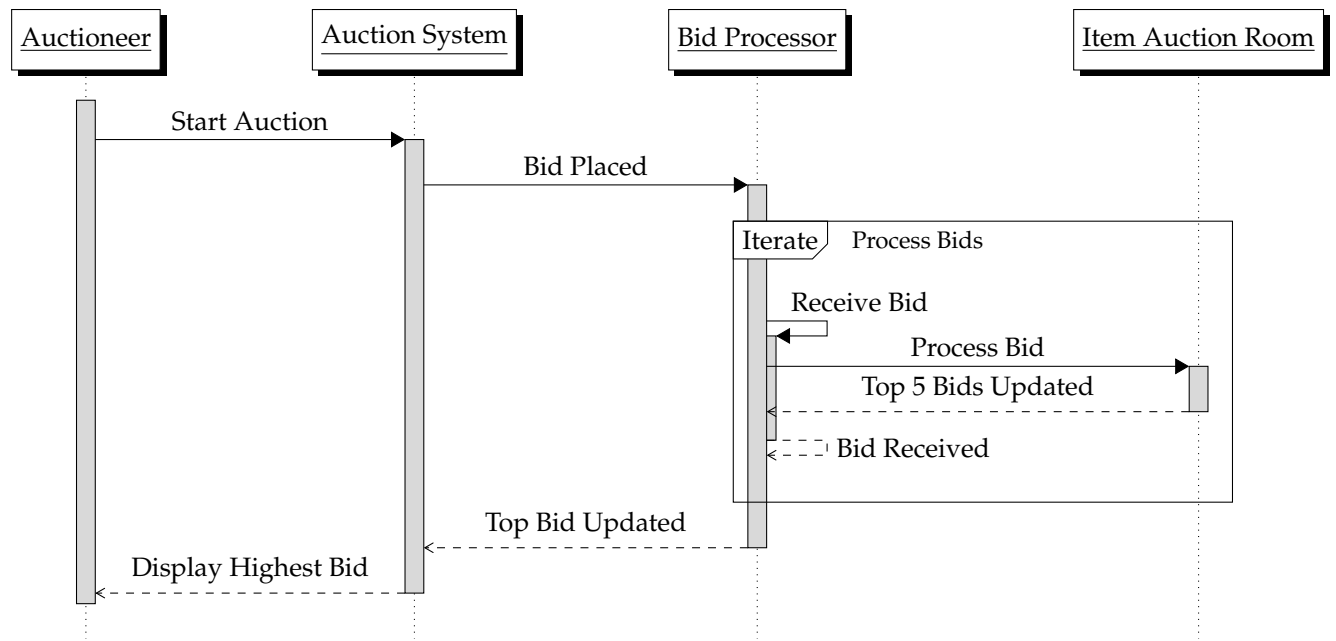 Auctioneer
Auction System
Bid Processor
Item Auction Room
Start Auction
Bid Placed
Iterate
Process Bids
Receive Bid
Process Bid
Top 5 Bids Updated
Bid Received
Top Bid Updated
Display Highest Bid